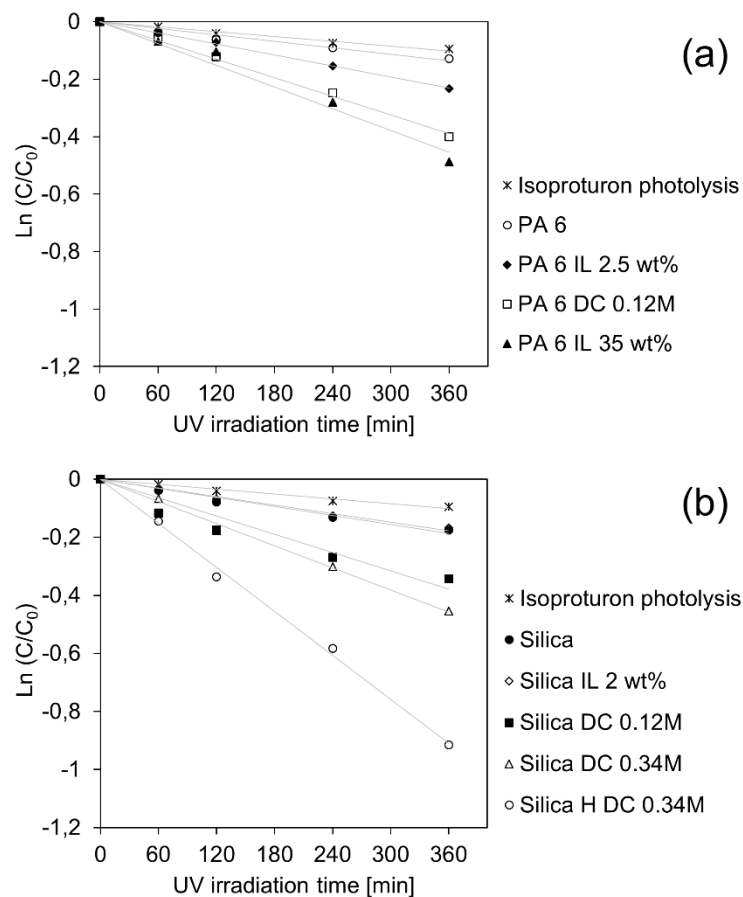 (a)
Ln (C/C0)
0
-0,2
-0,4
-0,6
-0,8
-1
-1,2
0 60 120 180 240 300 360
UV irradiation time [min]
Isoproturon photolysis
PA 6
PA 6 IL 2.5 wt%
PA 6 DC 0.12M
PA 6 IL 35 wt%
(b)
Ln (C/C0)
0
-0,2
-0,4
-0,6
-0,8
-1
-1,2
0 60 120 180 240 300 360
UV irradiation time [min]
Isoproturon photolysis
Silica
Silica IL 2 wt%
Silica DC 0.12M
Silica DC 0.34M
Silica H DC 0.34M